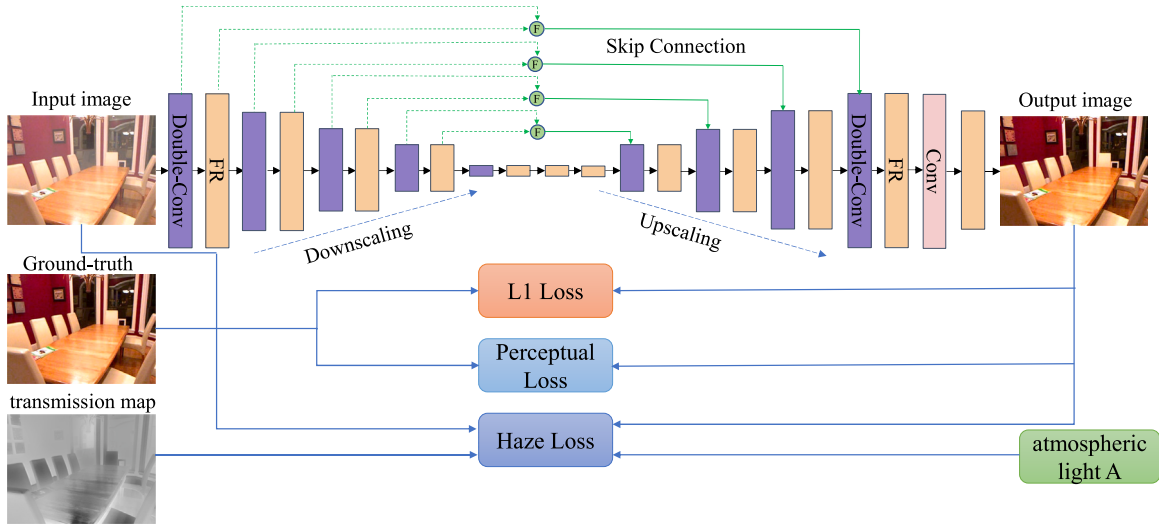 F
F
Skip Connection
F
F
Input image
Output image
Double-Conv
FR
Double-Conv
FR
Conv
Downscaling
Upscaling
Ground-truth
L1 Loss
Perceptual
Loss
transmission map
Haze Loss
atmospheric
light A